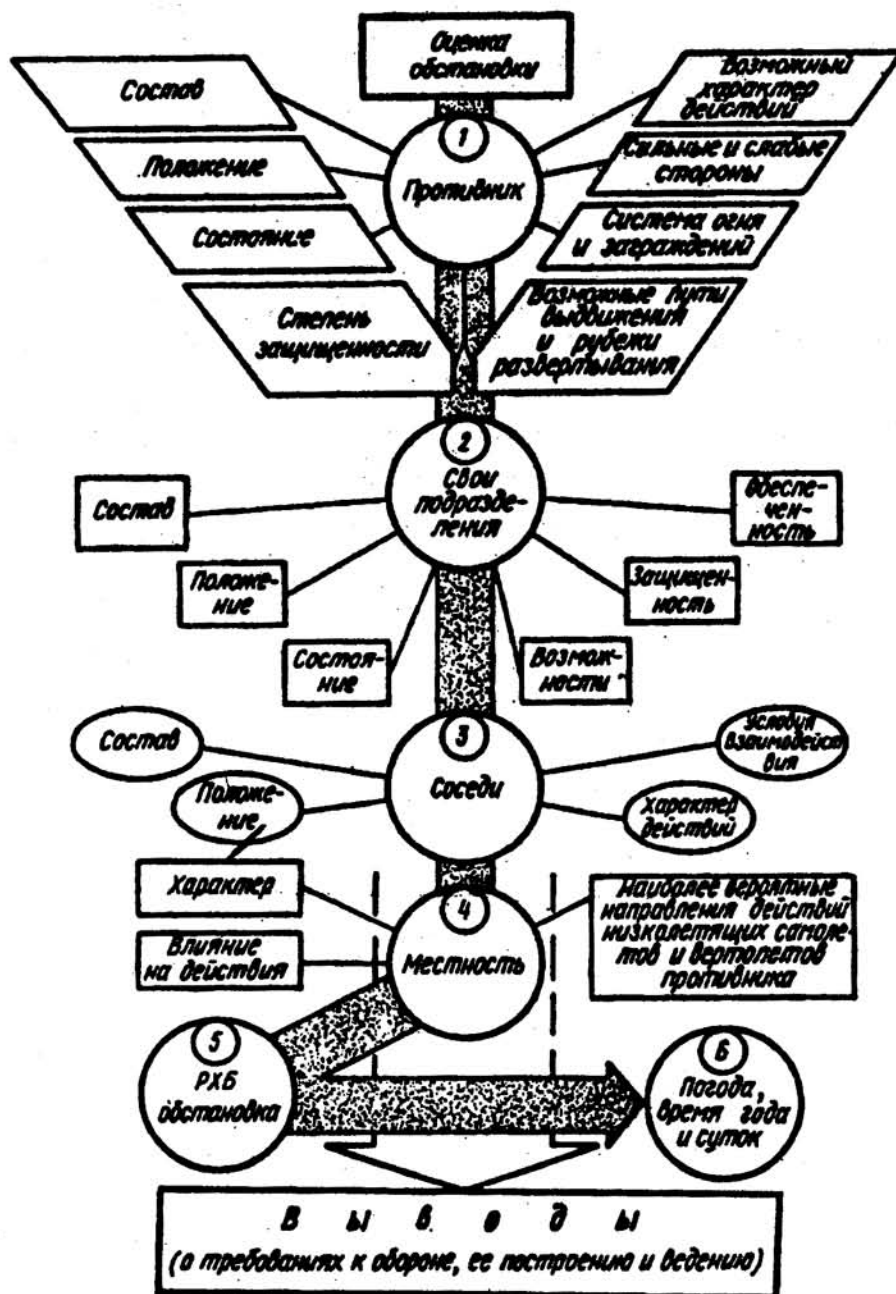 Оценка
обстановки
Состав
Положение
Состояние
Степень
защищенности
1
Противник
Возможный
характер
действий
Сильные и слабые
стороны
Система огня
и заграждений
Возможные пути
выдвижения
и рубежи
развертывания
2
Свои
подразде-
ления
Состав
Положе-
ние
Состоя-
ние
Обеспе-
чен-
ность
Защищен-
ность
Возмож-
ности
3
Соседи
Состав
Положе-
ние
Условия
взаимодейст
вия
Характер
действий
4
Местность
Характер
Влияние
на действия
Наиболее вероятные
направления действий
низколетящих самоле-
тов и вертолетов
противника
5
РХБ
обстановка
6
Погода,
время года
и суток
Выводы
(о требованиях к обороне, ее построению и ведению)